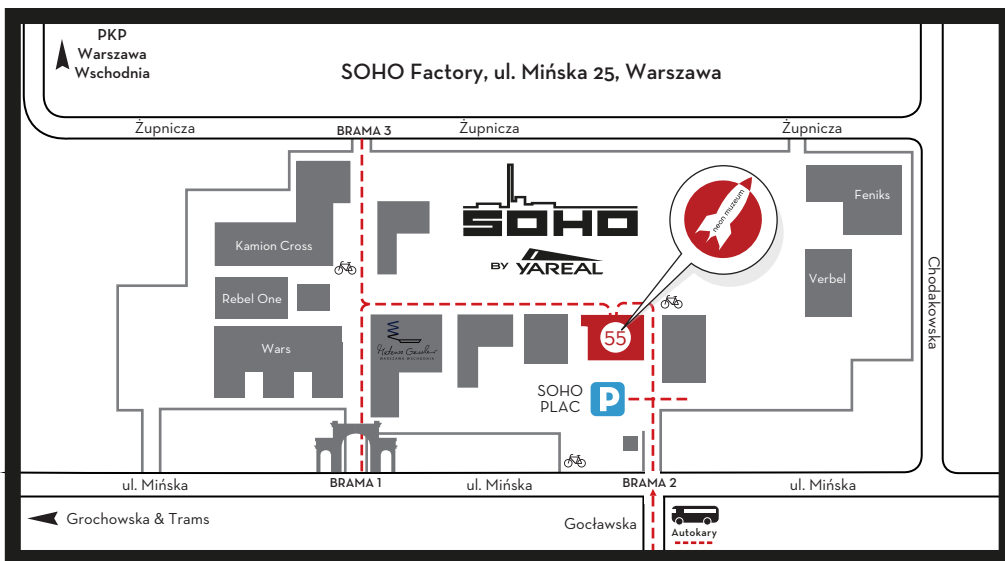 PKP
Warszawa
Wschodnia
SOHO Factory, ul. Mińska 25, Warszawa
Żupnicza
BRAMA 3
Żupnicza
Żupnicza
SOHO
BY YAREAL
neon muzeum
Feniks
Kamion Cross
Verbel
Rebel One
Chodakowska
Wars
WARSZAWA WSCHODNIA
55
SOHO
PLAC
P
ul. Mińska
BRAMA 1
ul. Mińska
BRAMA 2
ul. Mińska
Grochowska & Trams
Gocławska
Autokary